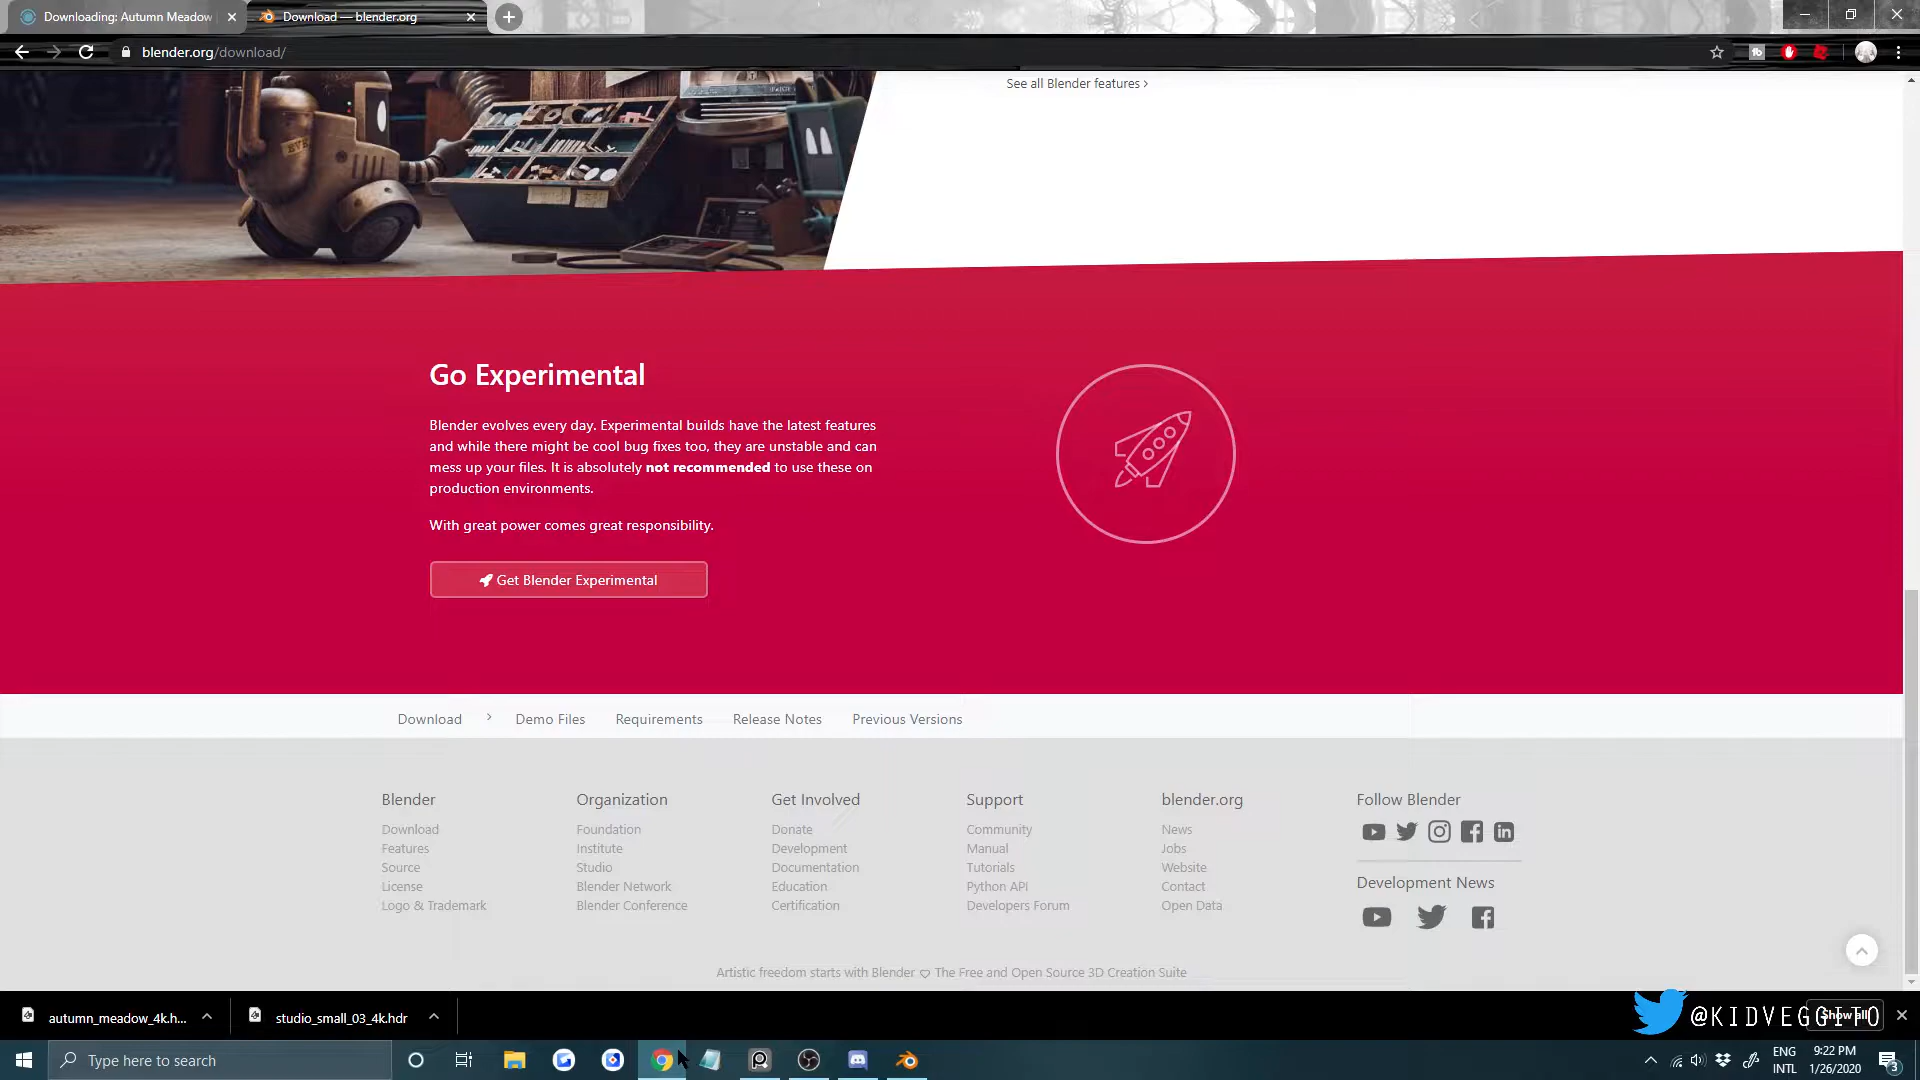 Downloading: Autumn Meadow
Download — blender.org
blender.org/download/
See all Blender features
EVE
Go Experimental
Blender evolves every day. Experimental builds have the latest features
and while there might be cool bug fixes too, they are unstable and can
mess up your files. It is absolutely not recommended to use these on
production environments.
With great power comes great responsibility.
Get Blender Experimental
Download Demo Files Requirements Release Notes Previous Versions
Blender Organization Get Involved Support blender.org Follow Blender
Download Foundation Donate Community News
Features Institute Development Manual Jobs
Source Studio Documentation Tutorials Website
License Blender Network Education Python API Contact Development News
Logo & Trademark Blender Conference Certification Developers Forum Open Data
Artistic freedom starts with Blender The Free and Open Source 3D Creation Suite
autumn_meadow_4k.h... studio_small_03_4k.hdr
Show all
@KIDVEGGITO
Type here to search
ENG 9:22 PM
INTL 1/26/2020
3